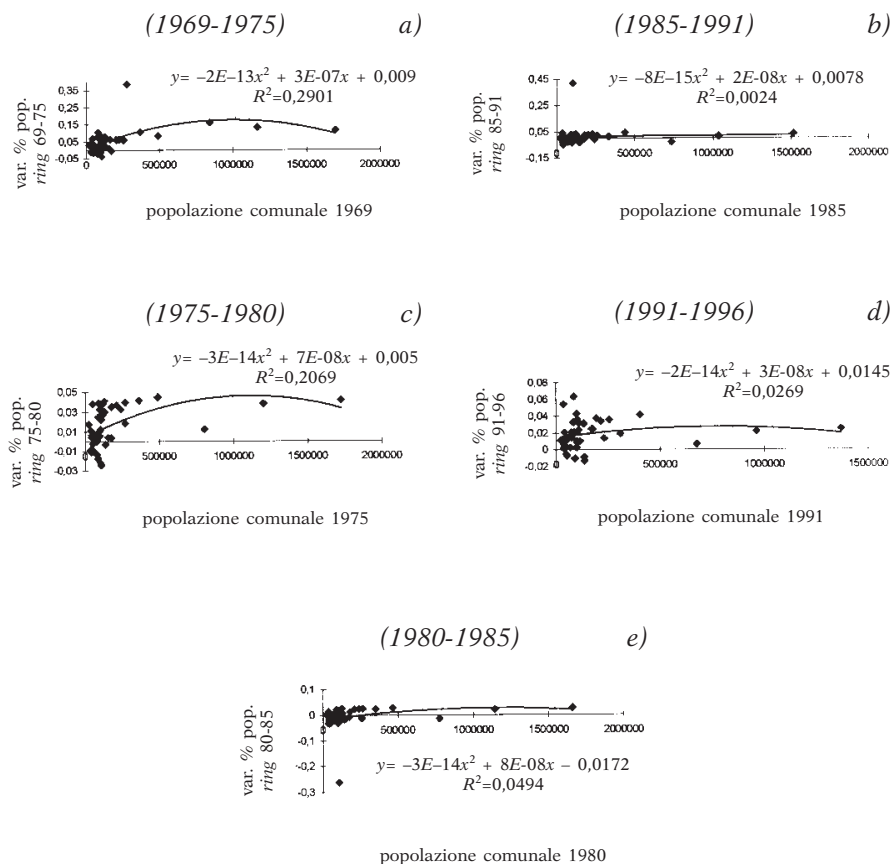 (1969-1975) a)
y= −2E–13x² + 3E-07x + 0,009
R²=0,2901
var. % pop.
ring 69-75
0,35
0,25
0,15
0,05
-0,05
0 500000 1000000 1500000 2000000
popolazione comunale 1969
(1985-1991) b)
y= −8E–15x² + 2E-08x + 0,0078
R²=0,0024
var. % pop.
ring 85-91
0,45
0,25
0,05
-0,15
0 500000 1000000 1500000 2000000
popolazione comunale 1985
(1975-1980) c)
y= −3E–14x² + 7E-08x + 0,005
R²=0,2069
var. % pop.
ring 75-80
0,05
0,03
0,01
-0,01
-0,03
0 500000 1000000 1500000 2000000
popolazione comunale 1975
(1991-1996) d)
y= −2E–14x² + 3E-08x + 0,0145
R²=0,0269
var. % pop.
ring 91-96
0,08
0,06
0,04
0,02
0
-0,02
0 500000 1000000 1500000
popolazione comunale 1991
(1980-1985) e)
var. % pop.
ring 80-85
0,1
0
-0,1
-0,2
-0,3
0 500000 1000000 1500000 2000000
y= −3E–14x² + 8E-08x – 0,0172
R²=0,0494
popolazione comunale 1980